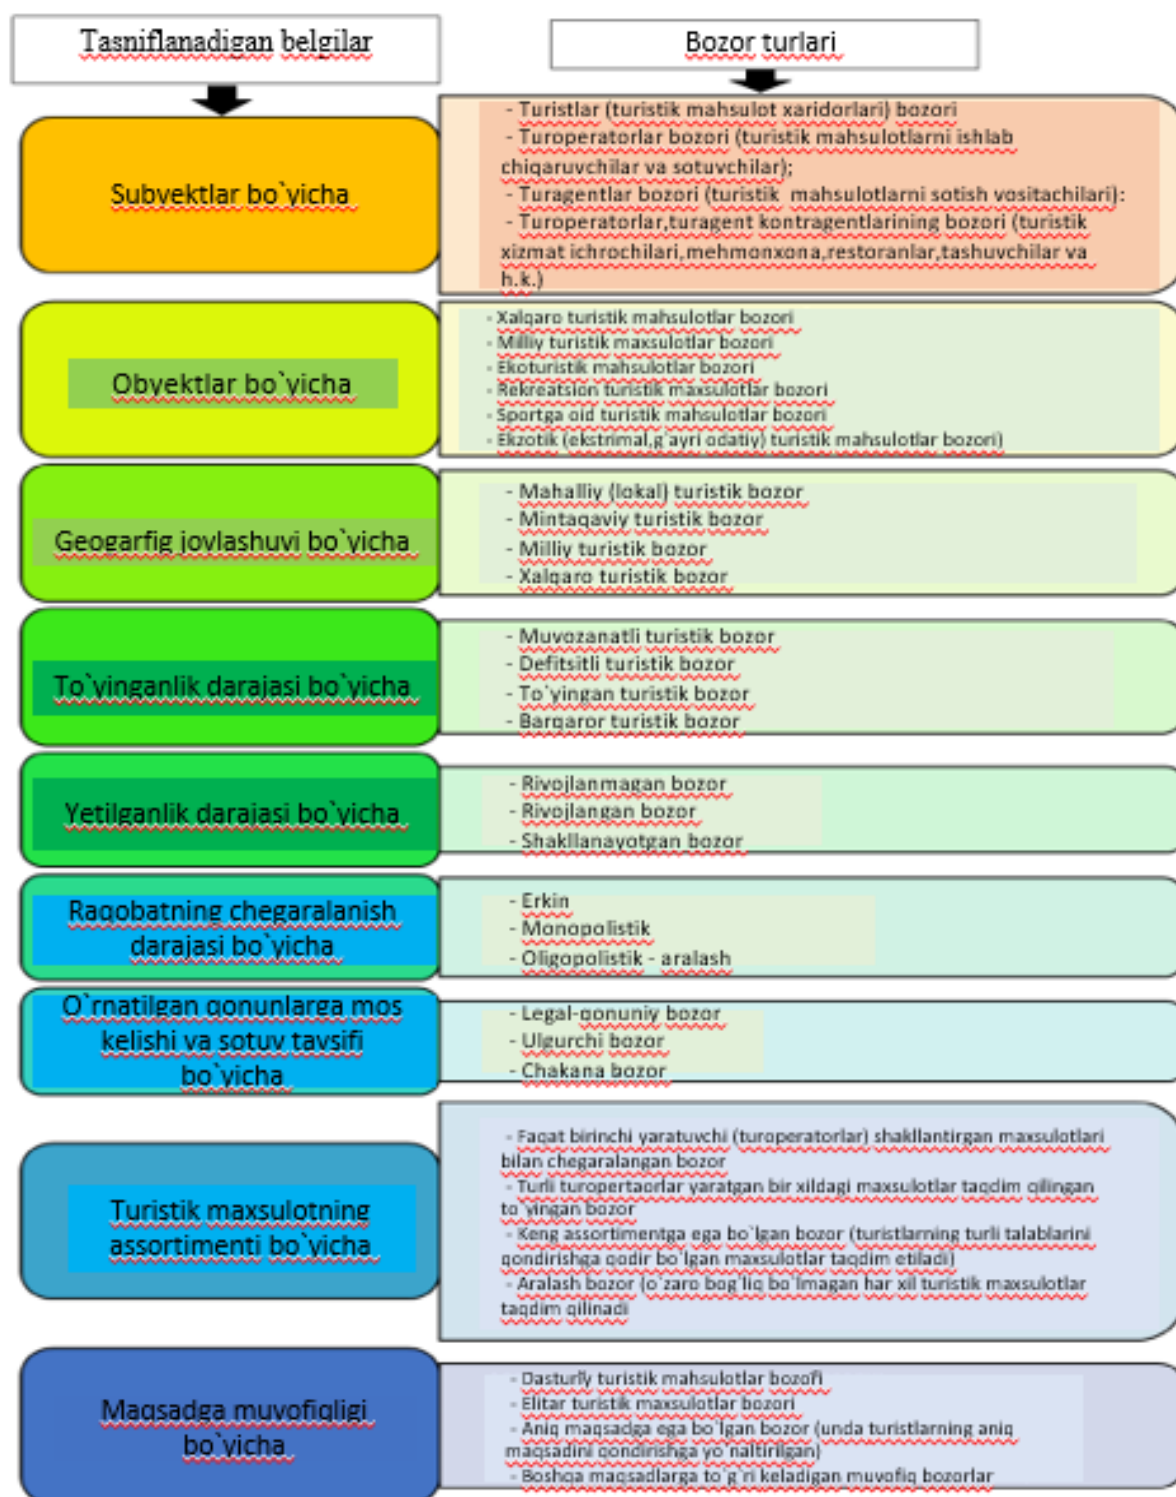 Tasniflanadigan belgilar
Bozor turlari
Subvektlar bo`yicha
- Turistlar (turistik mahsulot xaridorlari) bozori
- Turoperatorlar bozori (turistik mahsulotlarni ishlab
chiqaruvchilar va sotuvchilar);
- Turagentlar bozori (turistik mahsulotlarni sotish vositachilari):
- Turoperatorlar,turagent kontragentlarining bozori (turistik
xizmat ichrochilari,mehmonxona,restoranlar,tashuvchilar va
h.k.)
Obyektlar bo`yicha
- Xalqaro turistik mahsulotlar bozori
- Milliy turistik maxsulotlar bozori
- Ekoturistik mahsulotlar bozori
- Rekreatsion turistik maxsulotlar bozori
- Sportga oid turistik mahsulotlar bozori
- Ekzotik (ekstrimal,g`ayri odatiy) turistik mahsulotlar bozori)
Geogarfig joylashuvi bo`yicha
- Mahalliy (lokal) turistik bozor
- Mintaqaviy turistik bozor
- Milliy turistik bozor
- Xalqaro turistik bozor
To`yinganlik darajasi bo`yicha
- Muvozanatli turistik bozor
- Defitsitli turistik bozor
- To`yingan turistik bozor
- Barqaror turistik bozor
Yetilganlik darajasi bo`yicha
- Rivojlanmagan bozor
- Rivojlangan bozor
- Shakllanayotgan bozor
Raqobatning chegaralanish
darajasi bo`yicha
- Erkin
- Monopolistik
- Oligopolistik - aralash
O`rnatilgan qonunlarga mos
kelishi va sotuv tavsifi
bo`yicha
- Legal-qonuniy bozor
- Ulgurchi bozor
- Chakana bozor
Turistik maxsulotning
assortimenti bo`yicha
- Faqat birinchi yaratuvchi (turoperatorlar) shakllantirgan maxsulotlari
bilan chegaralangan bozor
- Turli turopertaorlar yaratgan bir xildagi maxsulotlar taqdim qilingan
to`yingan bozor
- Keng assortimentga ega bo`lgan bozor (turistlarning turli talablarini
qondirishga qodir bo`lgan maxsulotlar taqdim etiladi)
- Aralash bozor (o`zaro bog`liq bo`lmagan har xil turistik maxsulotlar
taqdim qilinadi
Maqsadga muvofiqligi
bo`yicha
- Dasturiy turistik mahsulotlar bozori
- Elitar turistik maxsulotlar bozori
- Aniq maqsadga ega bo`lgan bozor (unda turistlarning aniq
maqsadini qondirishga yo`naltirilgan)
- Boshqa maqsadlarga to`g`ri keladigan muvofiq bozorlar